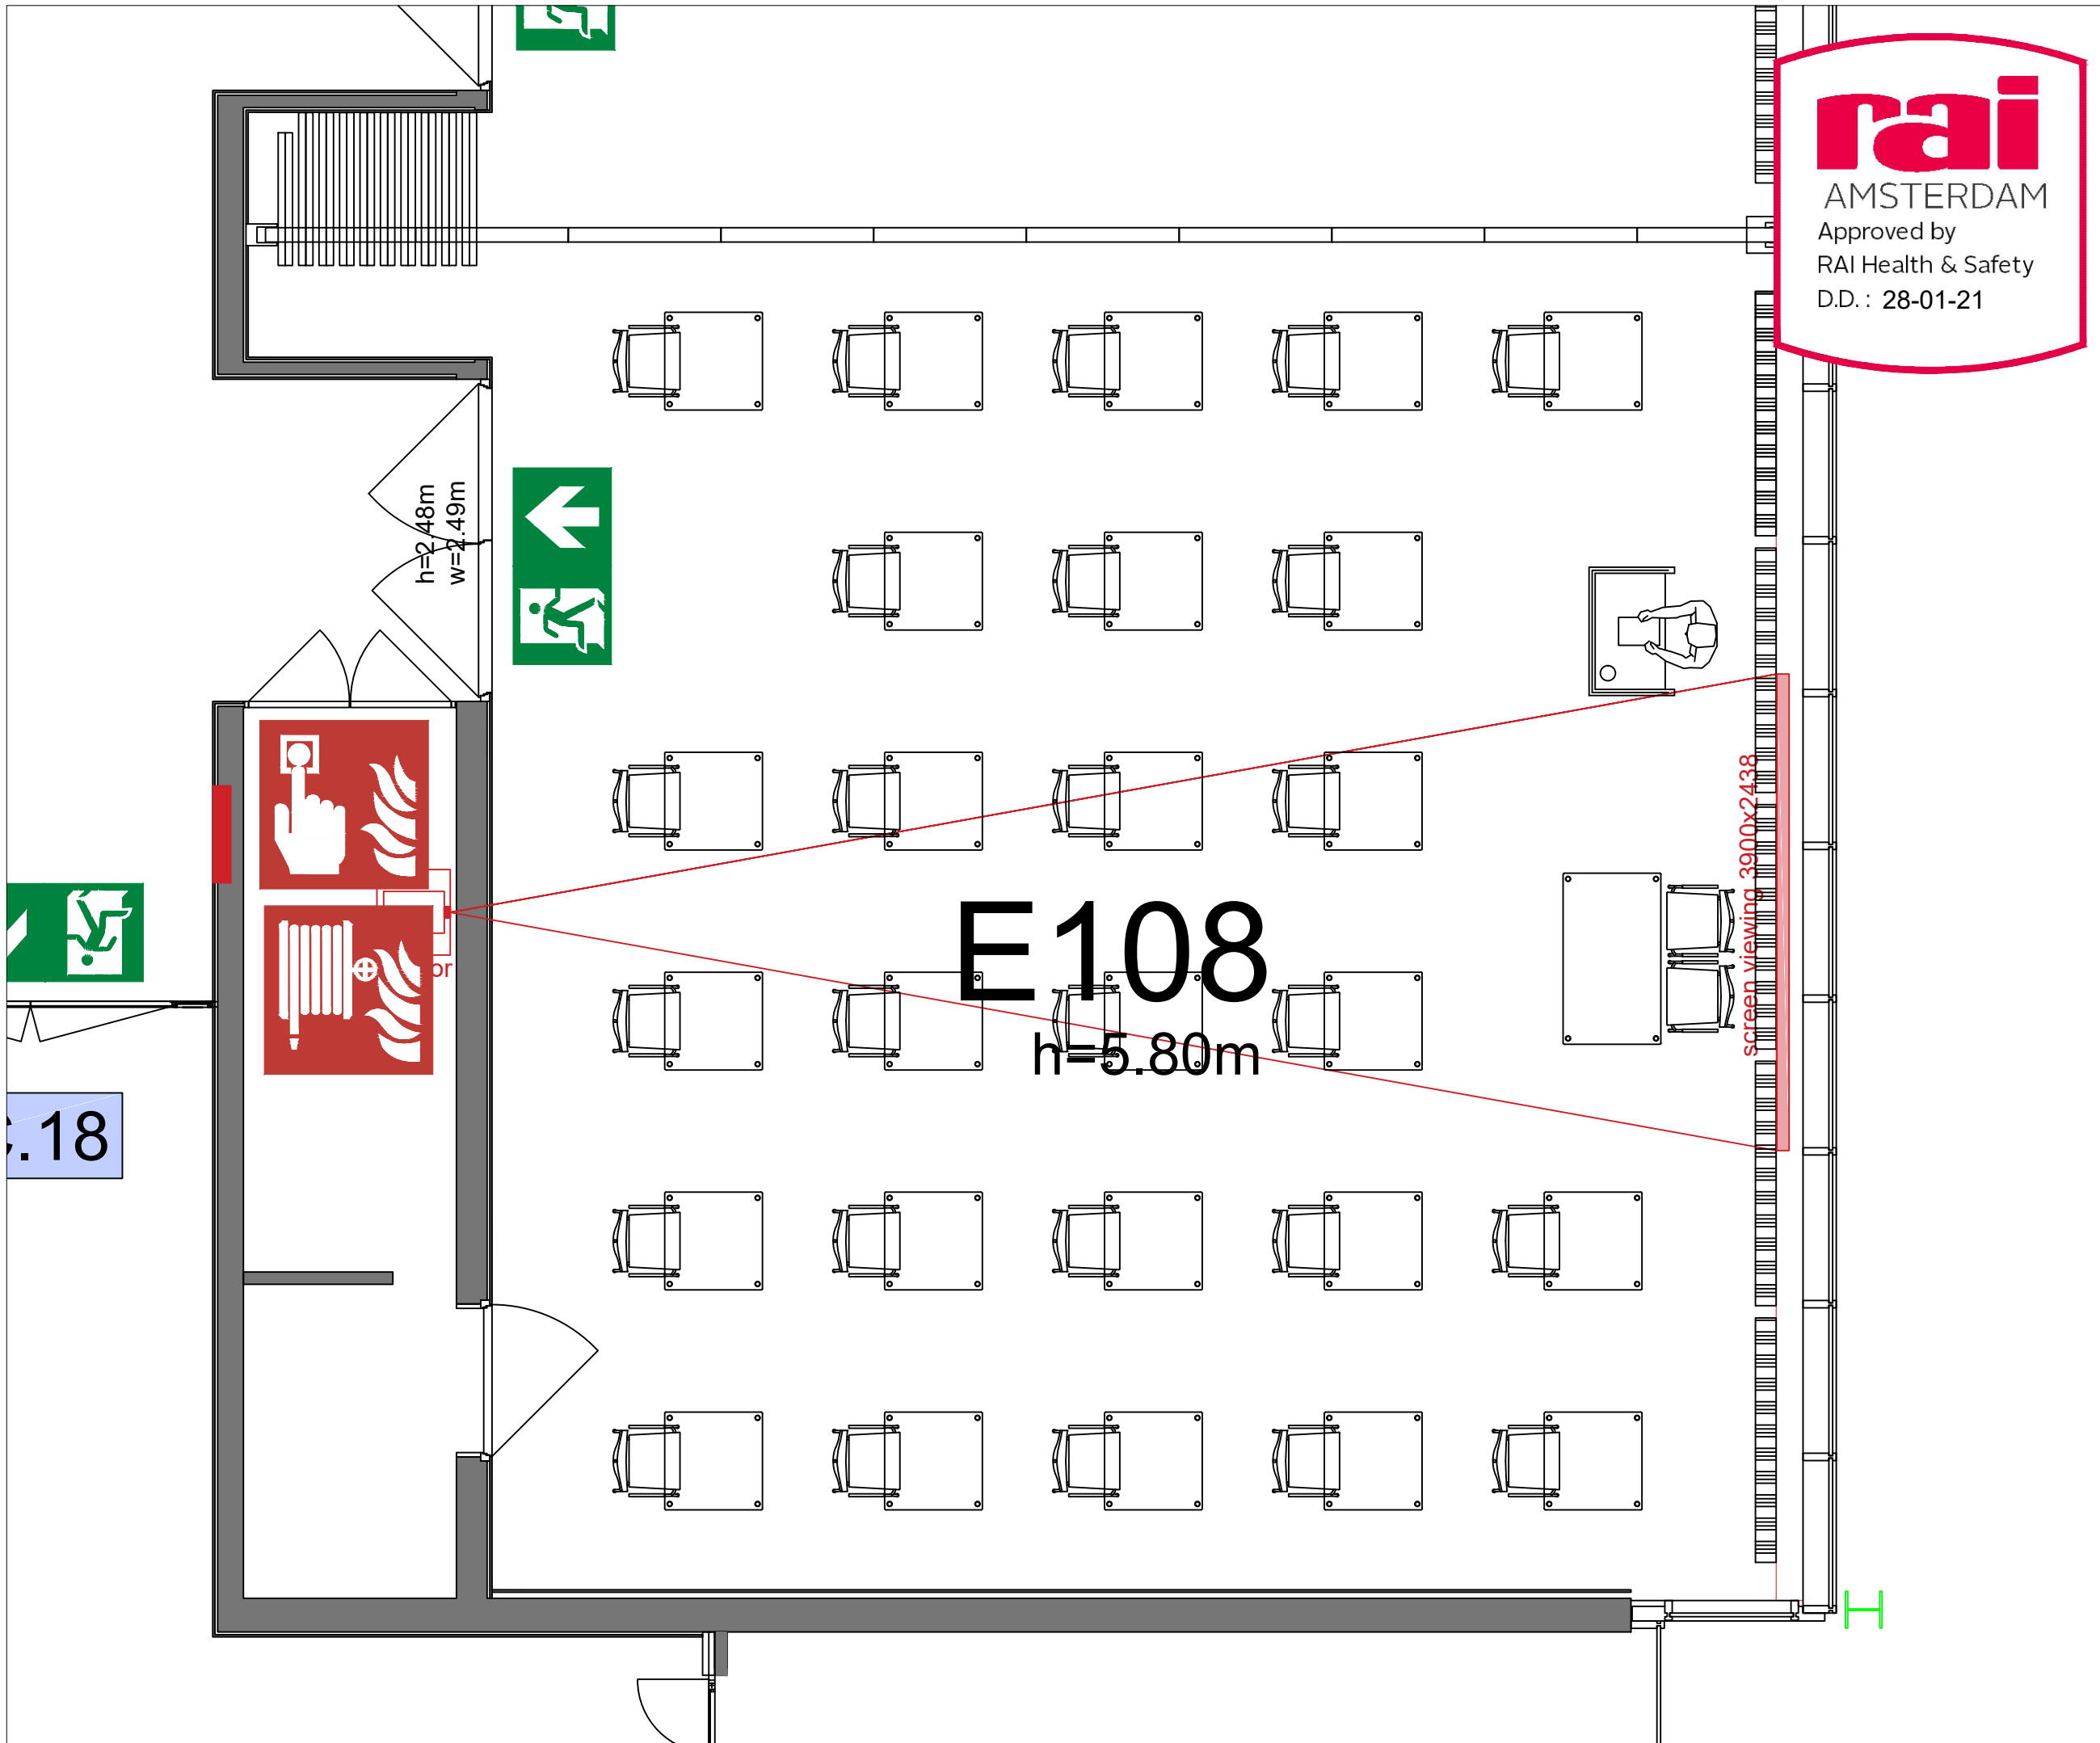 rai
AMSTERDAM
Approved by
RAI Health & Safety
D.D. : 28-01-21
h=2.48m
w=2.49m
screen viewing 3900x2438
E108
h=5.80m
.18
H